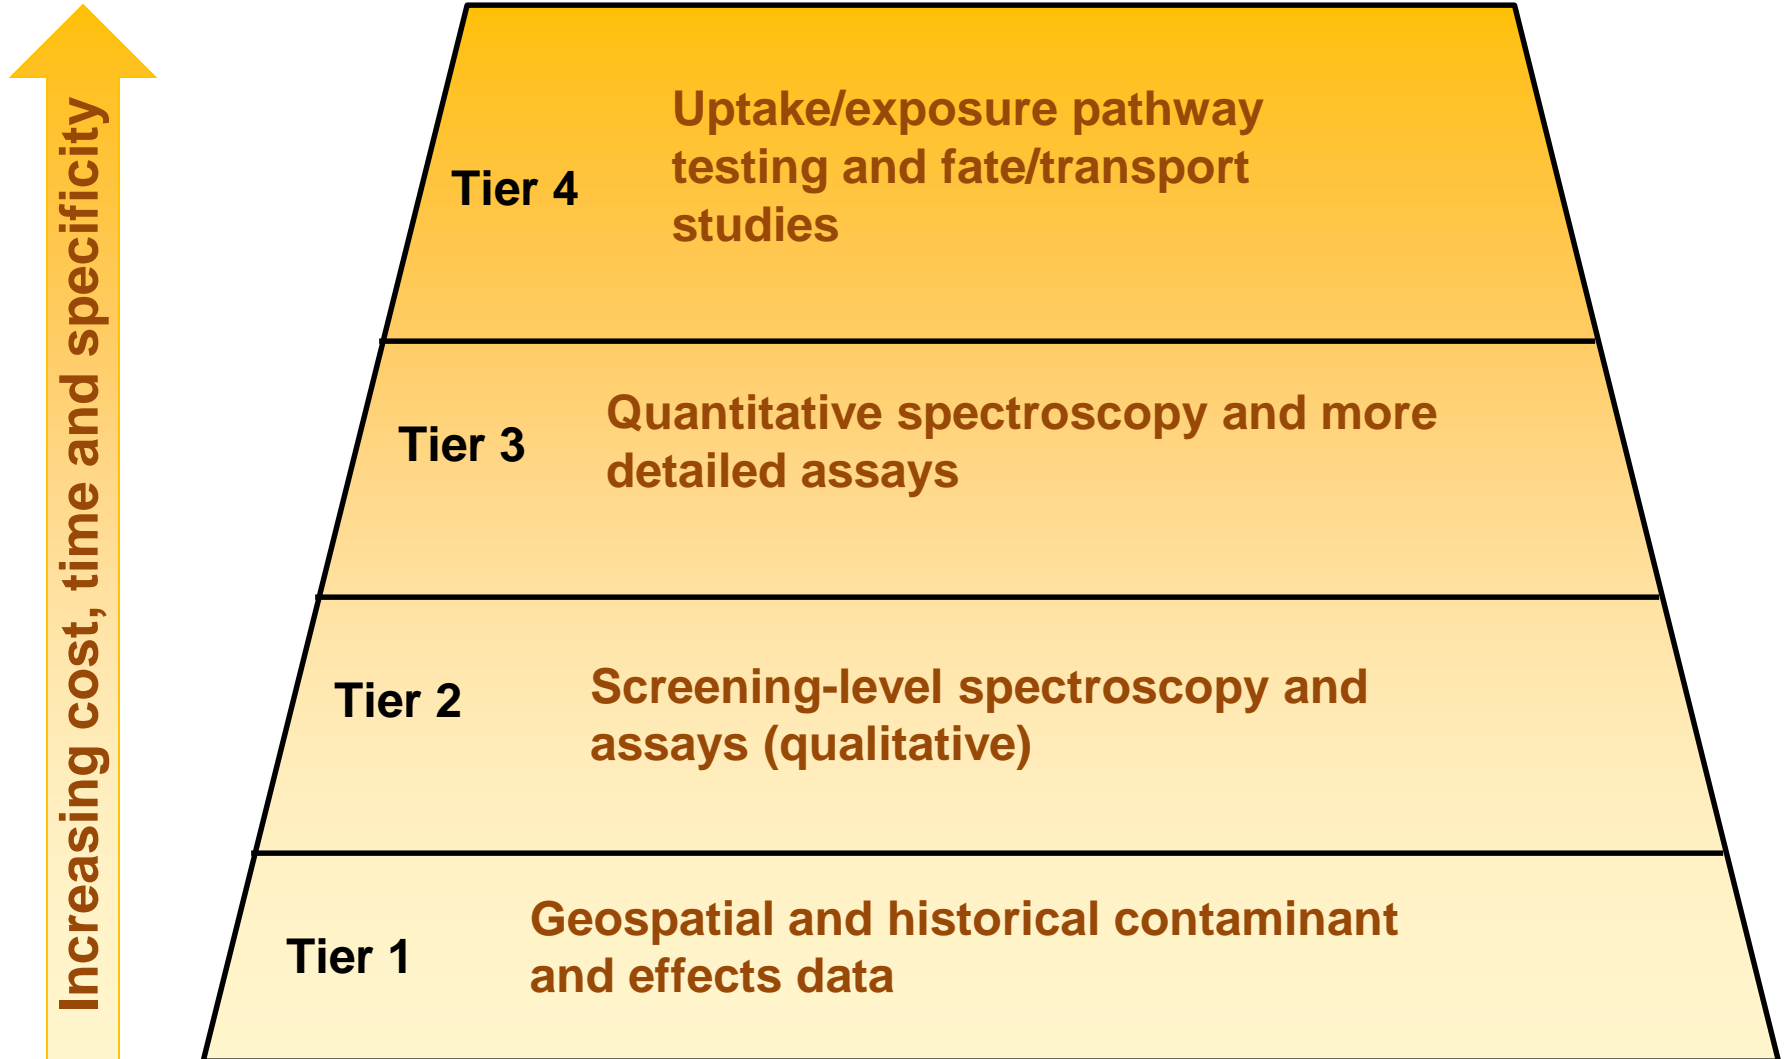 Increasing cost, time and specificity
Tier 4
Uptake/exposure pathway
testing and fate/transport
studies
Tier 3
Quantitative spectroscopy and more
detailed assays
Tier 2
Screening-level spectroscopy and
assays (qualitative)
Tier 1
Geospatial and historical contaminant
and effects data